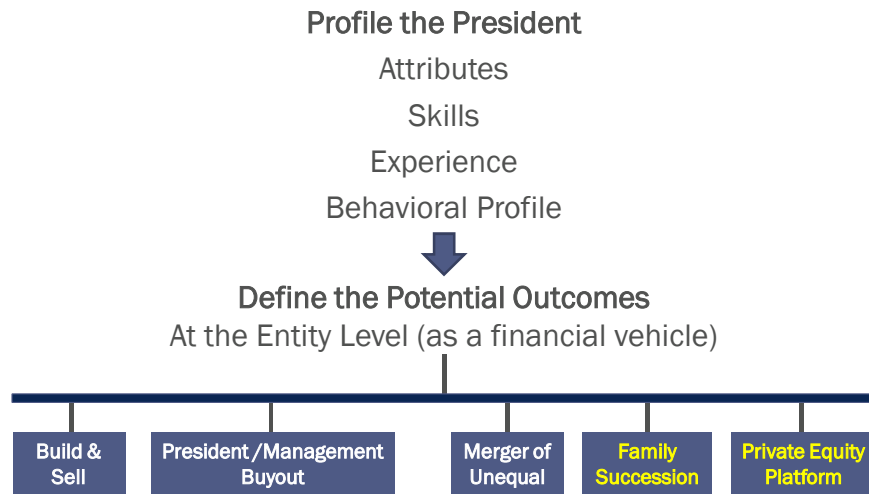 Profile the President
Attributes
Skills
Experience
Behavioral Profile
Define the Potential Outcomes
At the Entity Level (as a financial vehicle)
Build &
Sell
President /Management
Buyout
Merger of
Unequal
Family
Succession
Private Equity
Platform